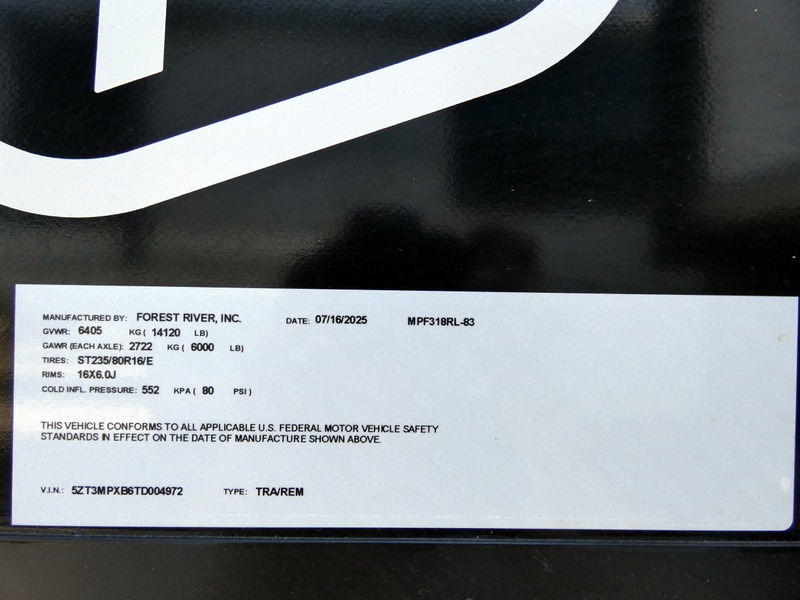 MANUFACTURED BY: FOREST RIVER, INC. DATE: 07/16/2025 MPF318RL-83
GVWR: 6405 KG ( 14120 LB)
GAWR (EACH AXLE): 2722 KG ( 6000 LB)
TIRES: ST235/80R16/E
RIMS: 16X6.0J
COLD INFL. PRESSURE: 552 KPA ( 80 PSI )
THIS VEHICLE CONFORMS TO ALL APPLICABLE U.S. FEDERAL MOTOR VEHICLE SAFETY
STANDARDS IN EFFECT ON THE DATE OF MANUFACTURE SHOWN ABOVE.
V.I.N.: 5ZT3MPXB6TD004972 TYPE: TRA/REM